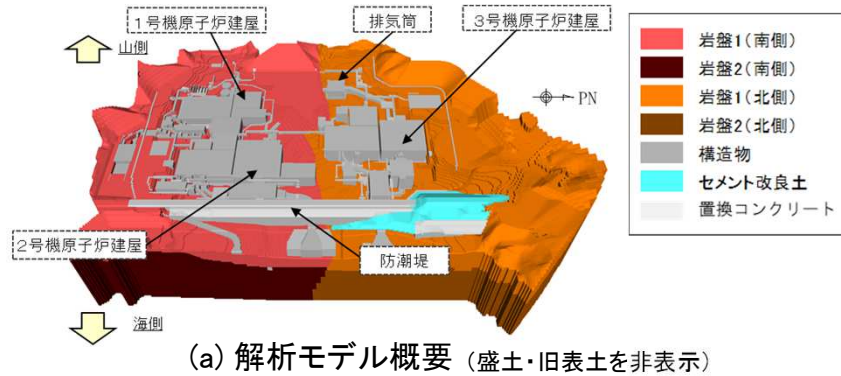 1号機原子炉建屋
排気筒
3号機原子炉建屋
山側
PN
2号機原子炉建屋
防潮堤
海側
岩盤1(南側)
岩盤2(南側)
岩盤1(北側)
岩盤2(北側)
構造物
セメント改良土
置換コンクリート
(a) 解析モデル概要 (盛土・旧表土を非表示)